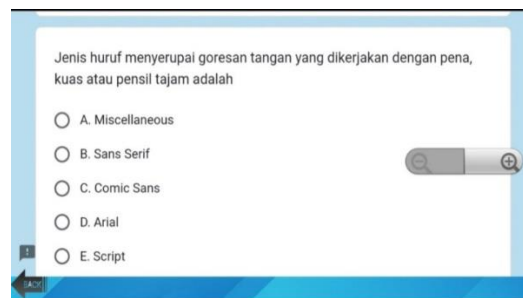 Jenis huruf menyerupai goresan tangan yang dikerjakan dengan pena,
kuas atau pensil tajam adalah
A. Miscellaneous
B. Sans Serif
C. Comic Sans
D. Arial
E. Script
BACK